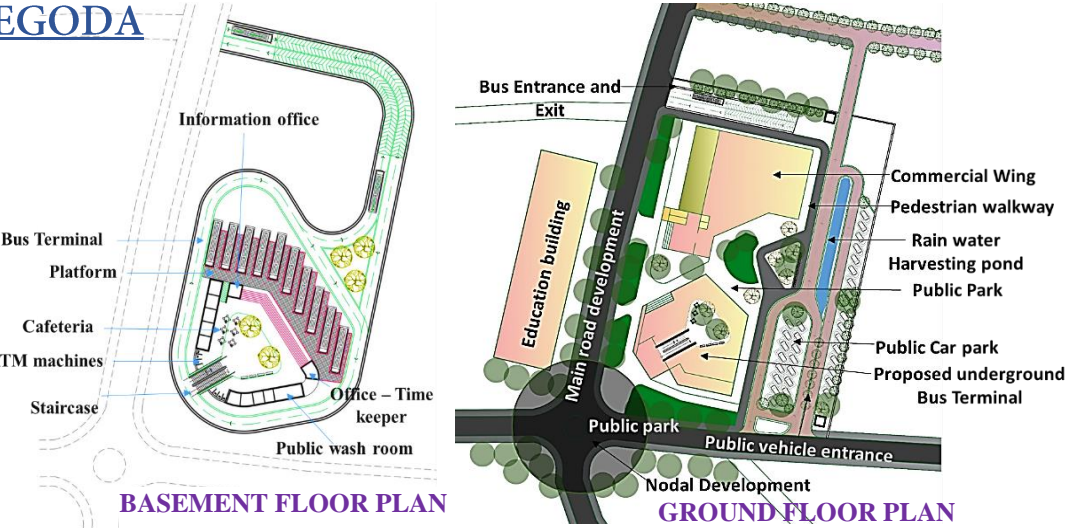 EGODA
Information office
Bus Terminal
Platform
Cafeteria
TM machines
Staircase
Office – Time
keeper
Public wash room
BASEMENT FLOOR PLAN
Bus Entrance and
Exit
Education building
Main road development
Commercial Wing
Pedestrian walkway
Rain water
Harvesting pond
Public Park
Public Car park
Proposed underground
Bus Terminal
Public park
Public vehicle entrance
Nodal Development
GROUND FLOOR PLAN